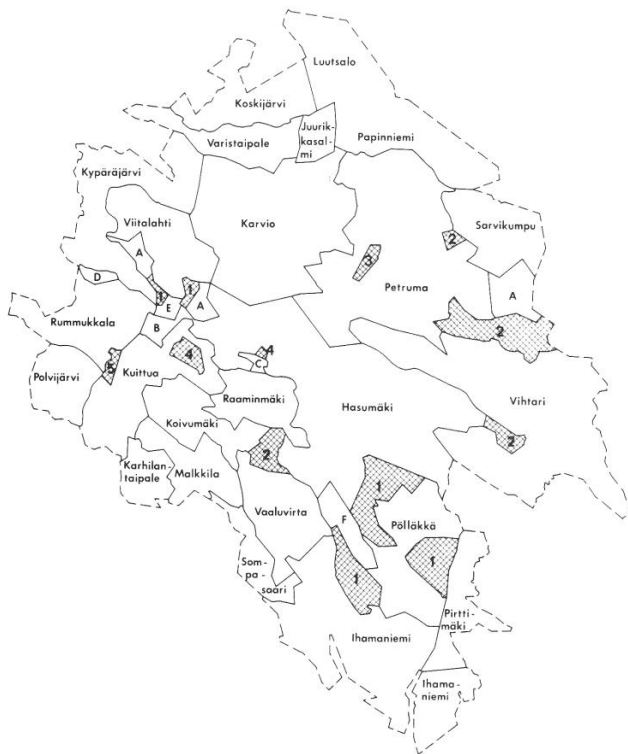 Luutsalo
Koskijärvi
Juurik-
kasal-
mi
Varistaipale
Papinniemi
Kypäräjärvi
Viitalahti
Karvio
Sarvikumpu
2
A
3
D
Petruma
1
1
E
A
A
Rummukkala
B
2
4
4
5
C
Polvijärvi
Kuittua
Raaminmäki
Hasumäki
Vihtari
Koivumäki
2
2
Karhilan-
taipale
Malkkila
1
Vaaluvirta
F
Pölläkkä
1
Som-
pa-
saari
1
Pirtti-
mäki
Ihamaniemi
Ihama-
niemi